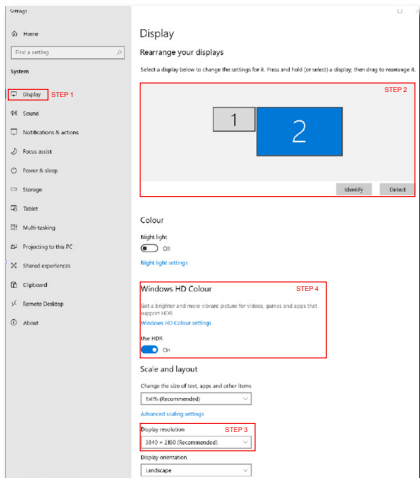 Settings
Home
Find a setting
System
Display
STEP 1
Sound
Notifications & actions
Focus assist
Power & sleep
Storage
Tablet
Multi-tasking
Projecting to this PC
Shared experiences
Clipboard
Remote Desktop
About
Display
Rearrange your displays
Select a display below to change the settings for it. Press and hold (or select) a display, then drag to rearrange it.
STEP 2
1
2
Identify
Detect
Colour
Night light
Off
Night light settings
STEP 4
Windows HD Colour
Get a brighter and more vibrant picture for videos, games and apps that
support HDR.
Windows HD Colour settings
Use HDR
On
Scale and layout
Change the size of text, apps and other items
(Recommended)
Advanced scaling settings
Display resolution
STEP 3
3840 × 2160 (Recommended)
Display orientation
Landscape